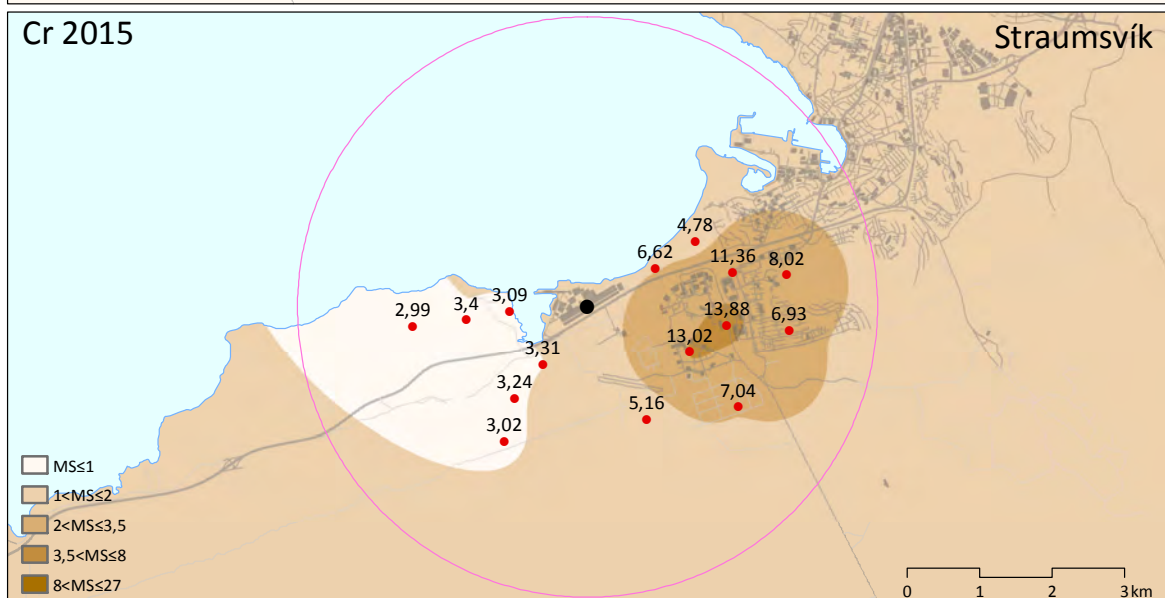 Cr 2015
Straumsvík
4,78
6,62
11,36
8,02
2,99
3,4
3,09
13,88
6,93
13,02
3,31
3,24
7,04
5,16
3,02
MS≤1
1<MS≤2
2<MS≤3,5
3,5<MS≤8
8<MS≤27
0 1 2 3 km